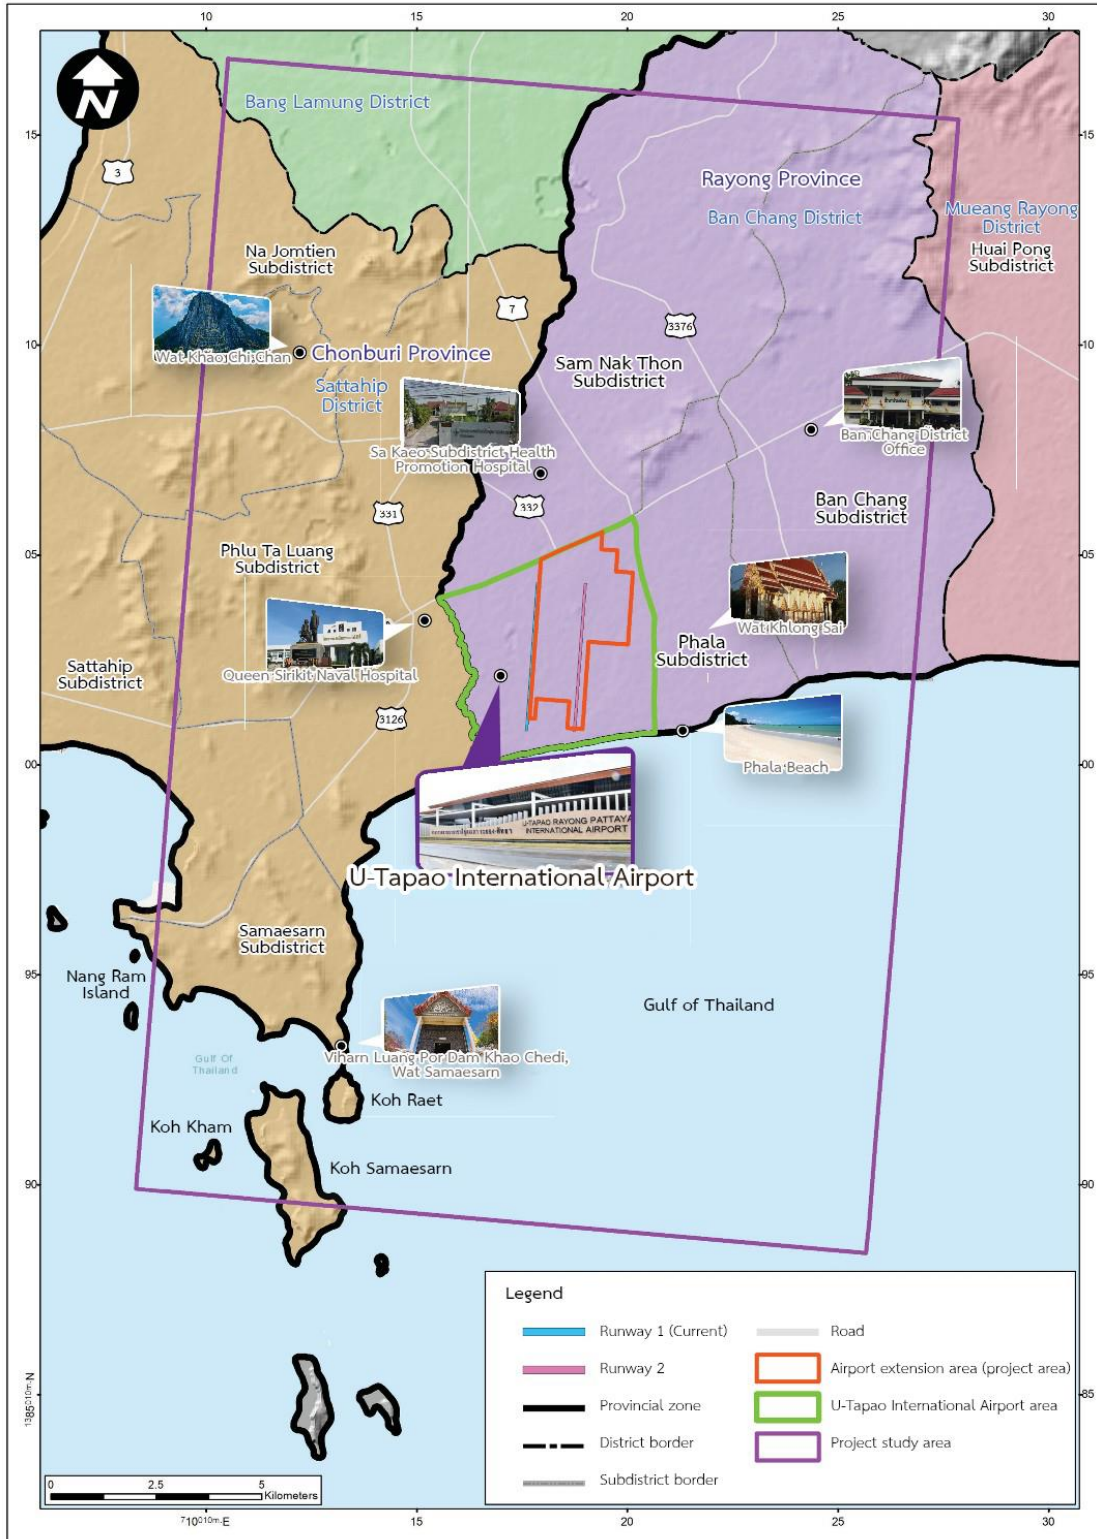 10
15
20
25
30
N
Bang Lamung District
15
15
3
Rayong Province
Ban Chang District
Mueang Rayong
District
Huai Pong
Subdistrict
Na Jomtien
Subdistrict
7
3376
10
10
Wat Khao Chi Chan
Chonburi Province
Sattahip
District
Sam Nak Thon
Subdistrict
Sa Kaeo Subdistrict Health
Promotion Hospital
Ban Chang District
Office
331
332
Ban Chang
Subdistrict
05
05
Phlu Ta Luang
Subdistrict
Wat Khlong Sai
Queen Sirikit Naval Hospital
Phala
Subdistrict
Sattahip
Subdistrict
3126
Phala Beach
00
00
U-TAPAO RAYONG PATTAYA
INTERNATIONAL AIRPORT
U-Tapao International Airport
Samaesarn
Subdistrict
95
95
Nang Ram
Island
Gulf of Thailand
Viharn Luang Por Dam Khao Chedi,
Wat Samaesarn
Gulf Of
Thailand
Koh Raet
Koh Kham
Koh Samaesarn
90
90
Legend
Runway 1 (Current)
Road
Runway 2
Airport extension area (project area)
Provincial zone
U-Tapao International Airport area
District border
Project study area
Subdistrict border
1385010m.N
85
0
2.5
5
Kilometers
710010m.E
15
20
25
30